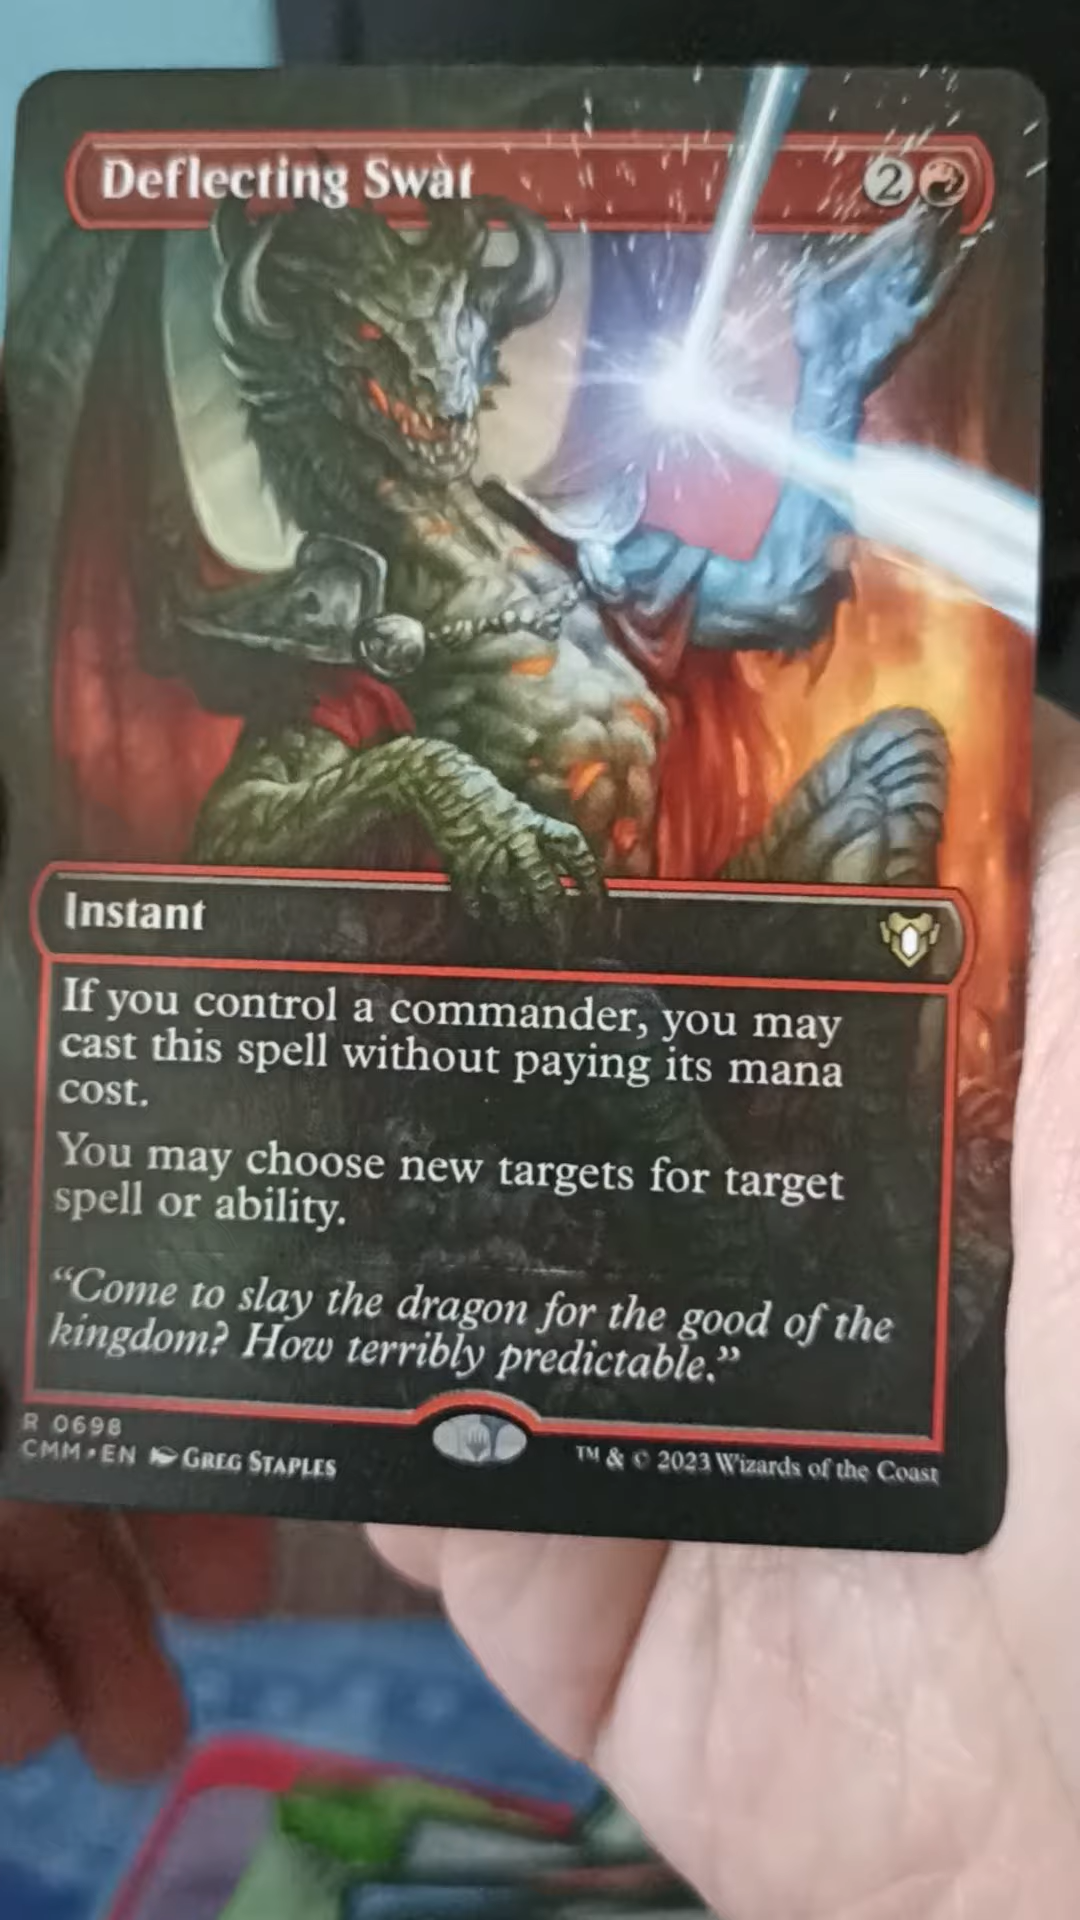 Deflecting Swat 2
Instant
If you control a commander, you may
cast this spell without paying its mana
cost.
You may choose new targets for target
spell or ability.
“Come to slay the dragon for the good of the
kingdom? How terribly predictable.”
R 0698
CMM • EN GREG STAPLES
™ & © 2023 Wizards of the Coast